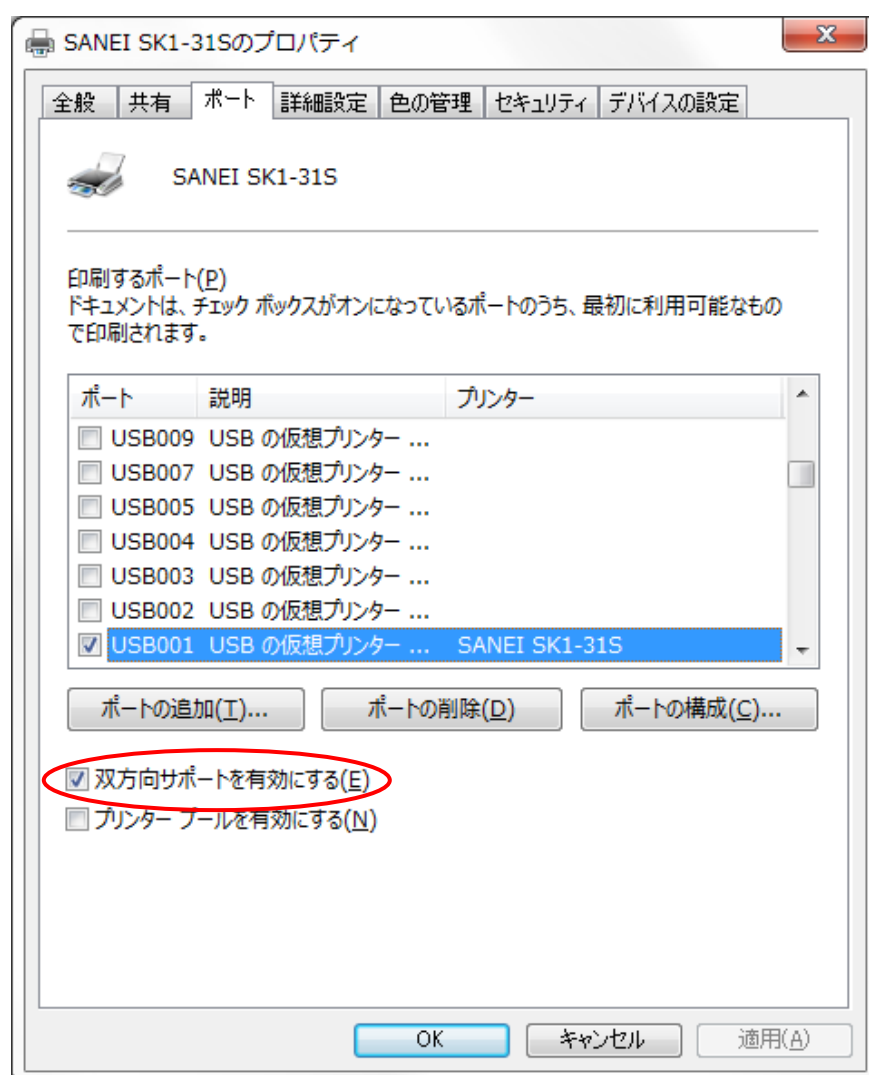 SANEI SK1-31Sのプロパティ
全般 共有 ポート 詳細設定 色の管理 セキュリティ デバイスの設定
SANEI SK1-31S
印刷するポート(P)
ドキュメントは、チェック ボックスがオンになっているポートのうち、最初に利用可能なもの
で印刷されます。
ポート 説明 プリンター
USB009 USB の仮想プリンター ...
USB007 USB の仮想プリンター ...
USB005 USB の仮想プリンター ...
USB004 USB の仮想プリンター ...
USB003 USB の仮想プリンター ...
USB002 USB の仮想プリンター ...
USB001 USB の仮想プリンター ... SANEI SK1-31S
ポートの追加(T)... ポートの削除(D) ポートの構成(C)...
双方向サポートを有効にする(E)
プリンター プールを有効にする(N)
OK キャンセル 適用(A)